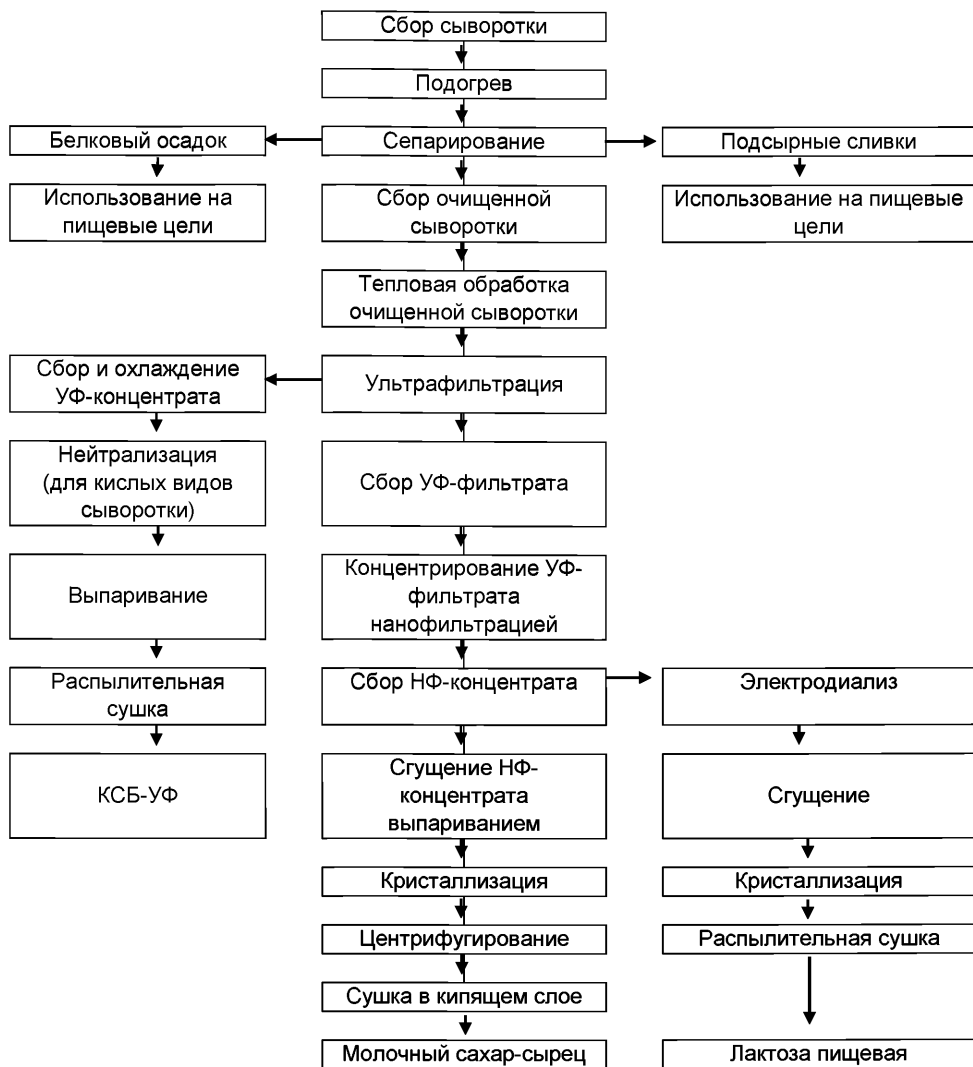 Сбор сыворотки
Подогрев
Белковый осадок
Сепарирование
Подсырные сливки
Использование на
пищевые цели
Сбор очищенной
сыворотки
Использование на пищевые
цели
Тепловая обработка
очищенной сыворотки
Сбор и охлаждение
УФ-концентрата
Ультрафильтрация
Нейтрализация
(для кислых видов
сыворотки)
Сбор УФ-фильтрата
Выпаривание
Концентрирование УФ-
фильтрата
нанофильтрацией
Распылительная
сушка
Сбор НФ-концентрата
Электродиализ
КСБ-УФ
Сгущение НФ-
концентрата
выпариванием
Сгущение
Кристаллизация
Кристаллизация
Центрифугирование
Распылительная сушка
Сушка в кипящем слое
Молочный сахар-сырец
Лактоза пищевая